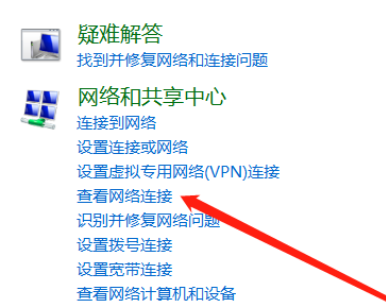 疑难解答
找到并修复网络和连接问题
网络和共享中心
连接到网络
设置连接或网络
设置虚拟专用网络(VPN)连接
查看网络连接
识别并修复网络问题
设置拨号连接
设置宽带连接
查看网络计算机和设备